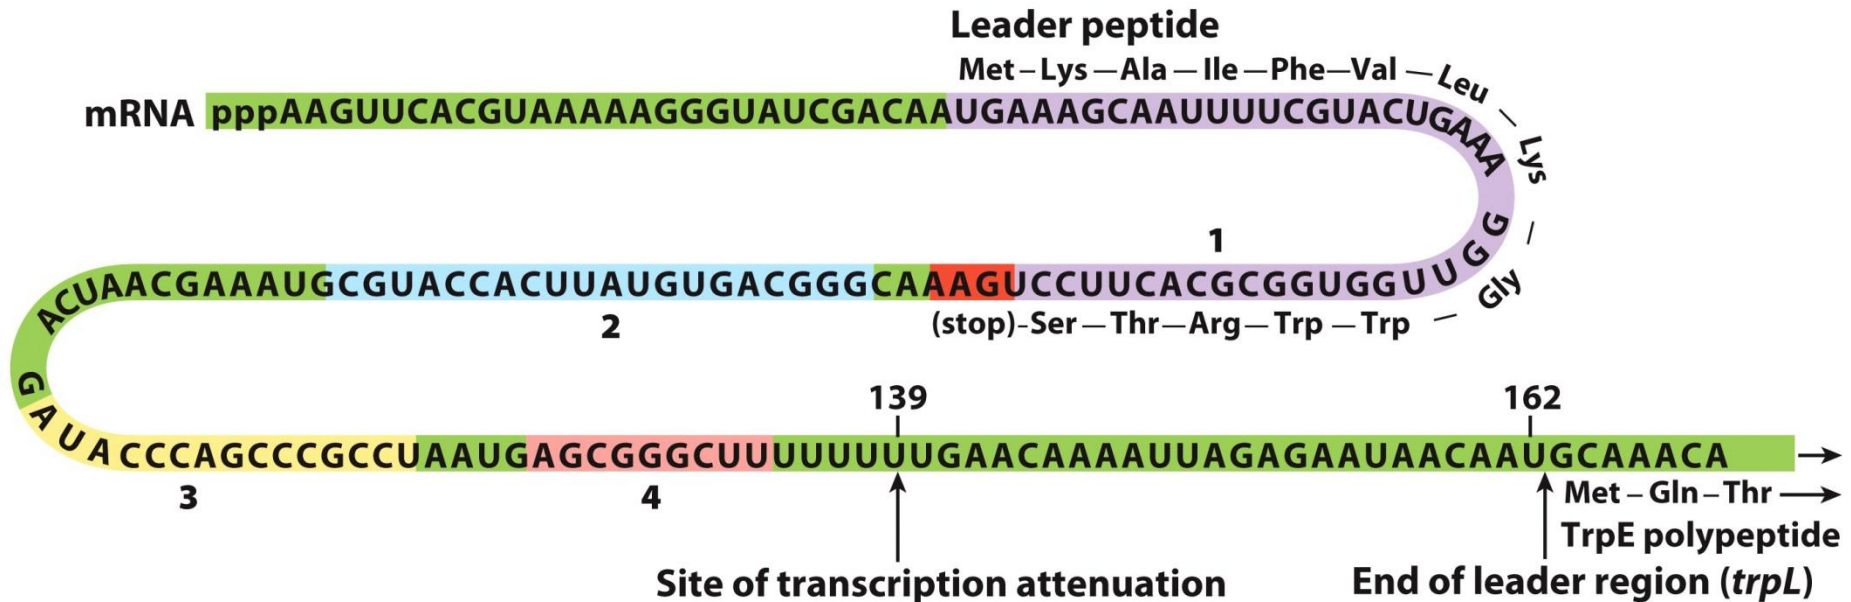 Leader peptide
Met – Lys — Ala — Ile — Phe — Val — Leu — Lys — Gly
mRNA pppAAGUUCACGUAAAAAGGGUAUCGACAAUGAAAGCAAUUUUCGUACUGAAAGG
1
ACUAACGAAAUGCGUACCACUUAUGUGACGGGCAAAGUCCUUCACGCGGUGGUU
2
(stop)-Ser — Thr — Arg — Trp — Trp —
139 162
GAUACCCAGCCCGCCUAAUGAGCGGGCUUUUUUUUGAACAAAAUUAGAGAAUAACAAUGCAAACA
3 4
Met – Gln – Thr
TrpE polypeptide
Site of transcription attenuation
End of leader region (trpL)